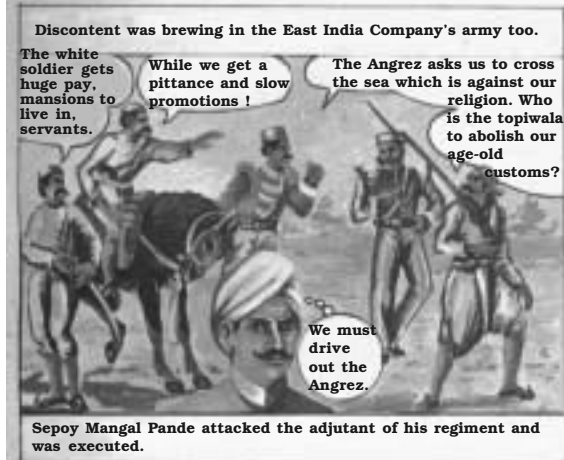 Discontent was brewing in the East India Company's army too.
The white
soldier gets
huge pay,
mansions to
live in,
servants.
While we get a
pittance and slow
promotions !
The Angrez asks us to cross
the sea which is against our
religion. Who
is the topiwala
to abolish our
age-old
customs?
We must
drive
out the
Angrez.
Sepoy Mangal Pande attacked the adjutant of his regiment and
was executed.